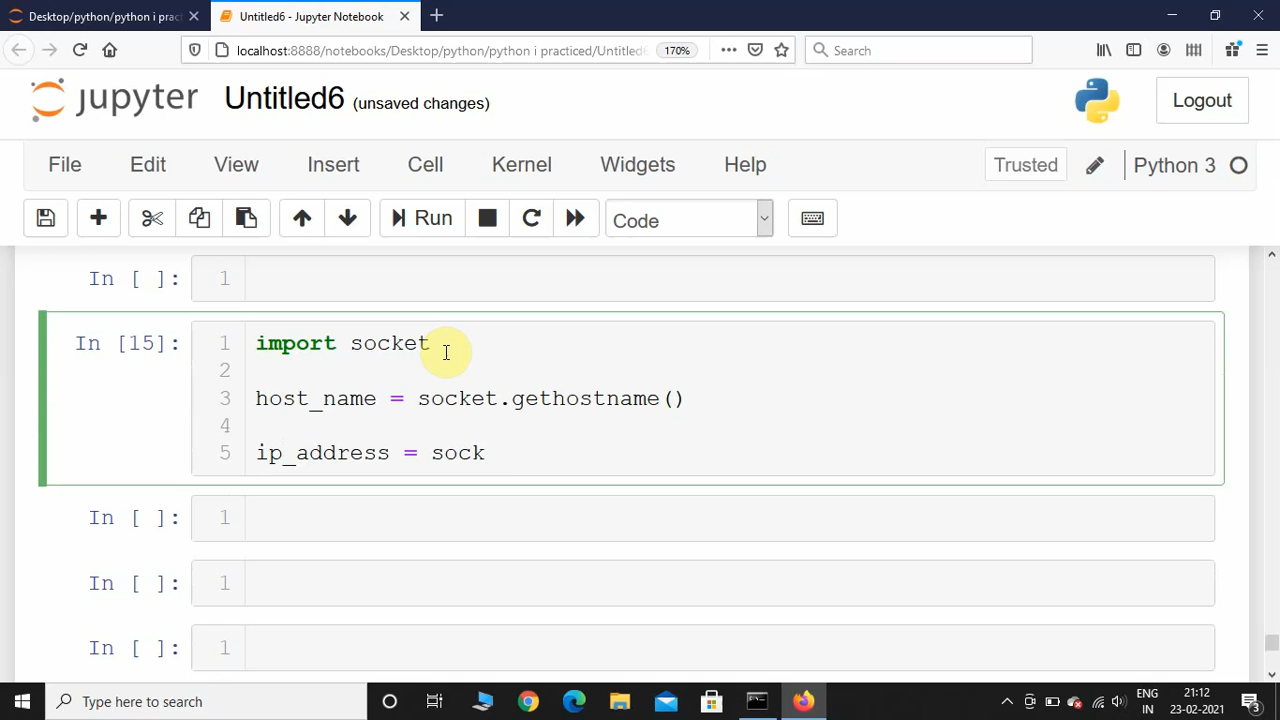 Desktop/python/python i prac
Untitled6 - Jupyter Notebook
localhost:8888/notebooks/Desktop/python/python i practiced/Untitled6
170%
Search
jupyter Untitled6 (unsaved changes)
Logout
File Edit View Insert Cell Kernel Widgets Help
Trusted
Python 3
Run
Code
In [ ]: 1
In [15]: 1 import socket
2
3 host_name = socket.gethostname()
4
5 ip_address = sock
In [ ]: 1
In [ ]: 1
In [ ]: 1
Type here to search
ENG 21:12
IN 23-02-2021
3